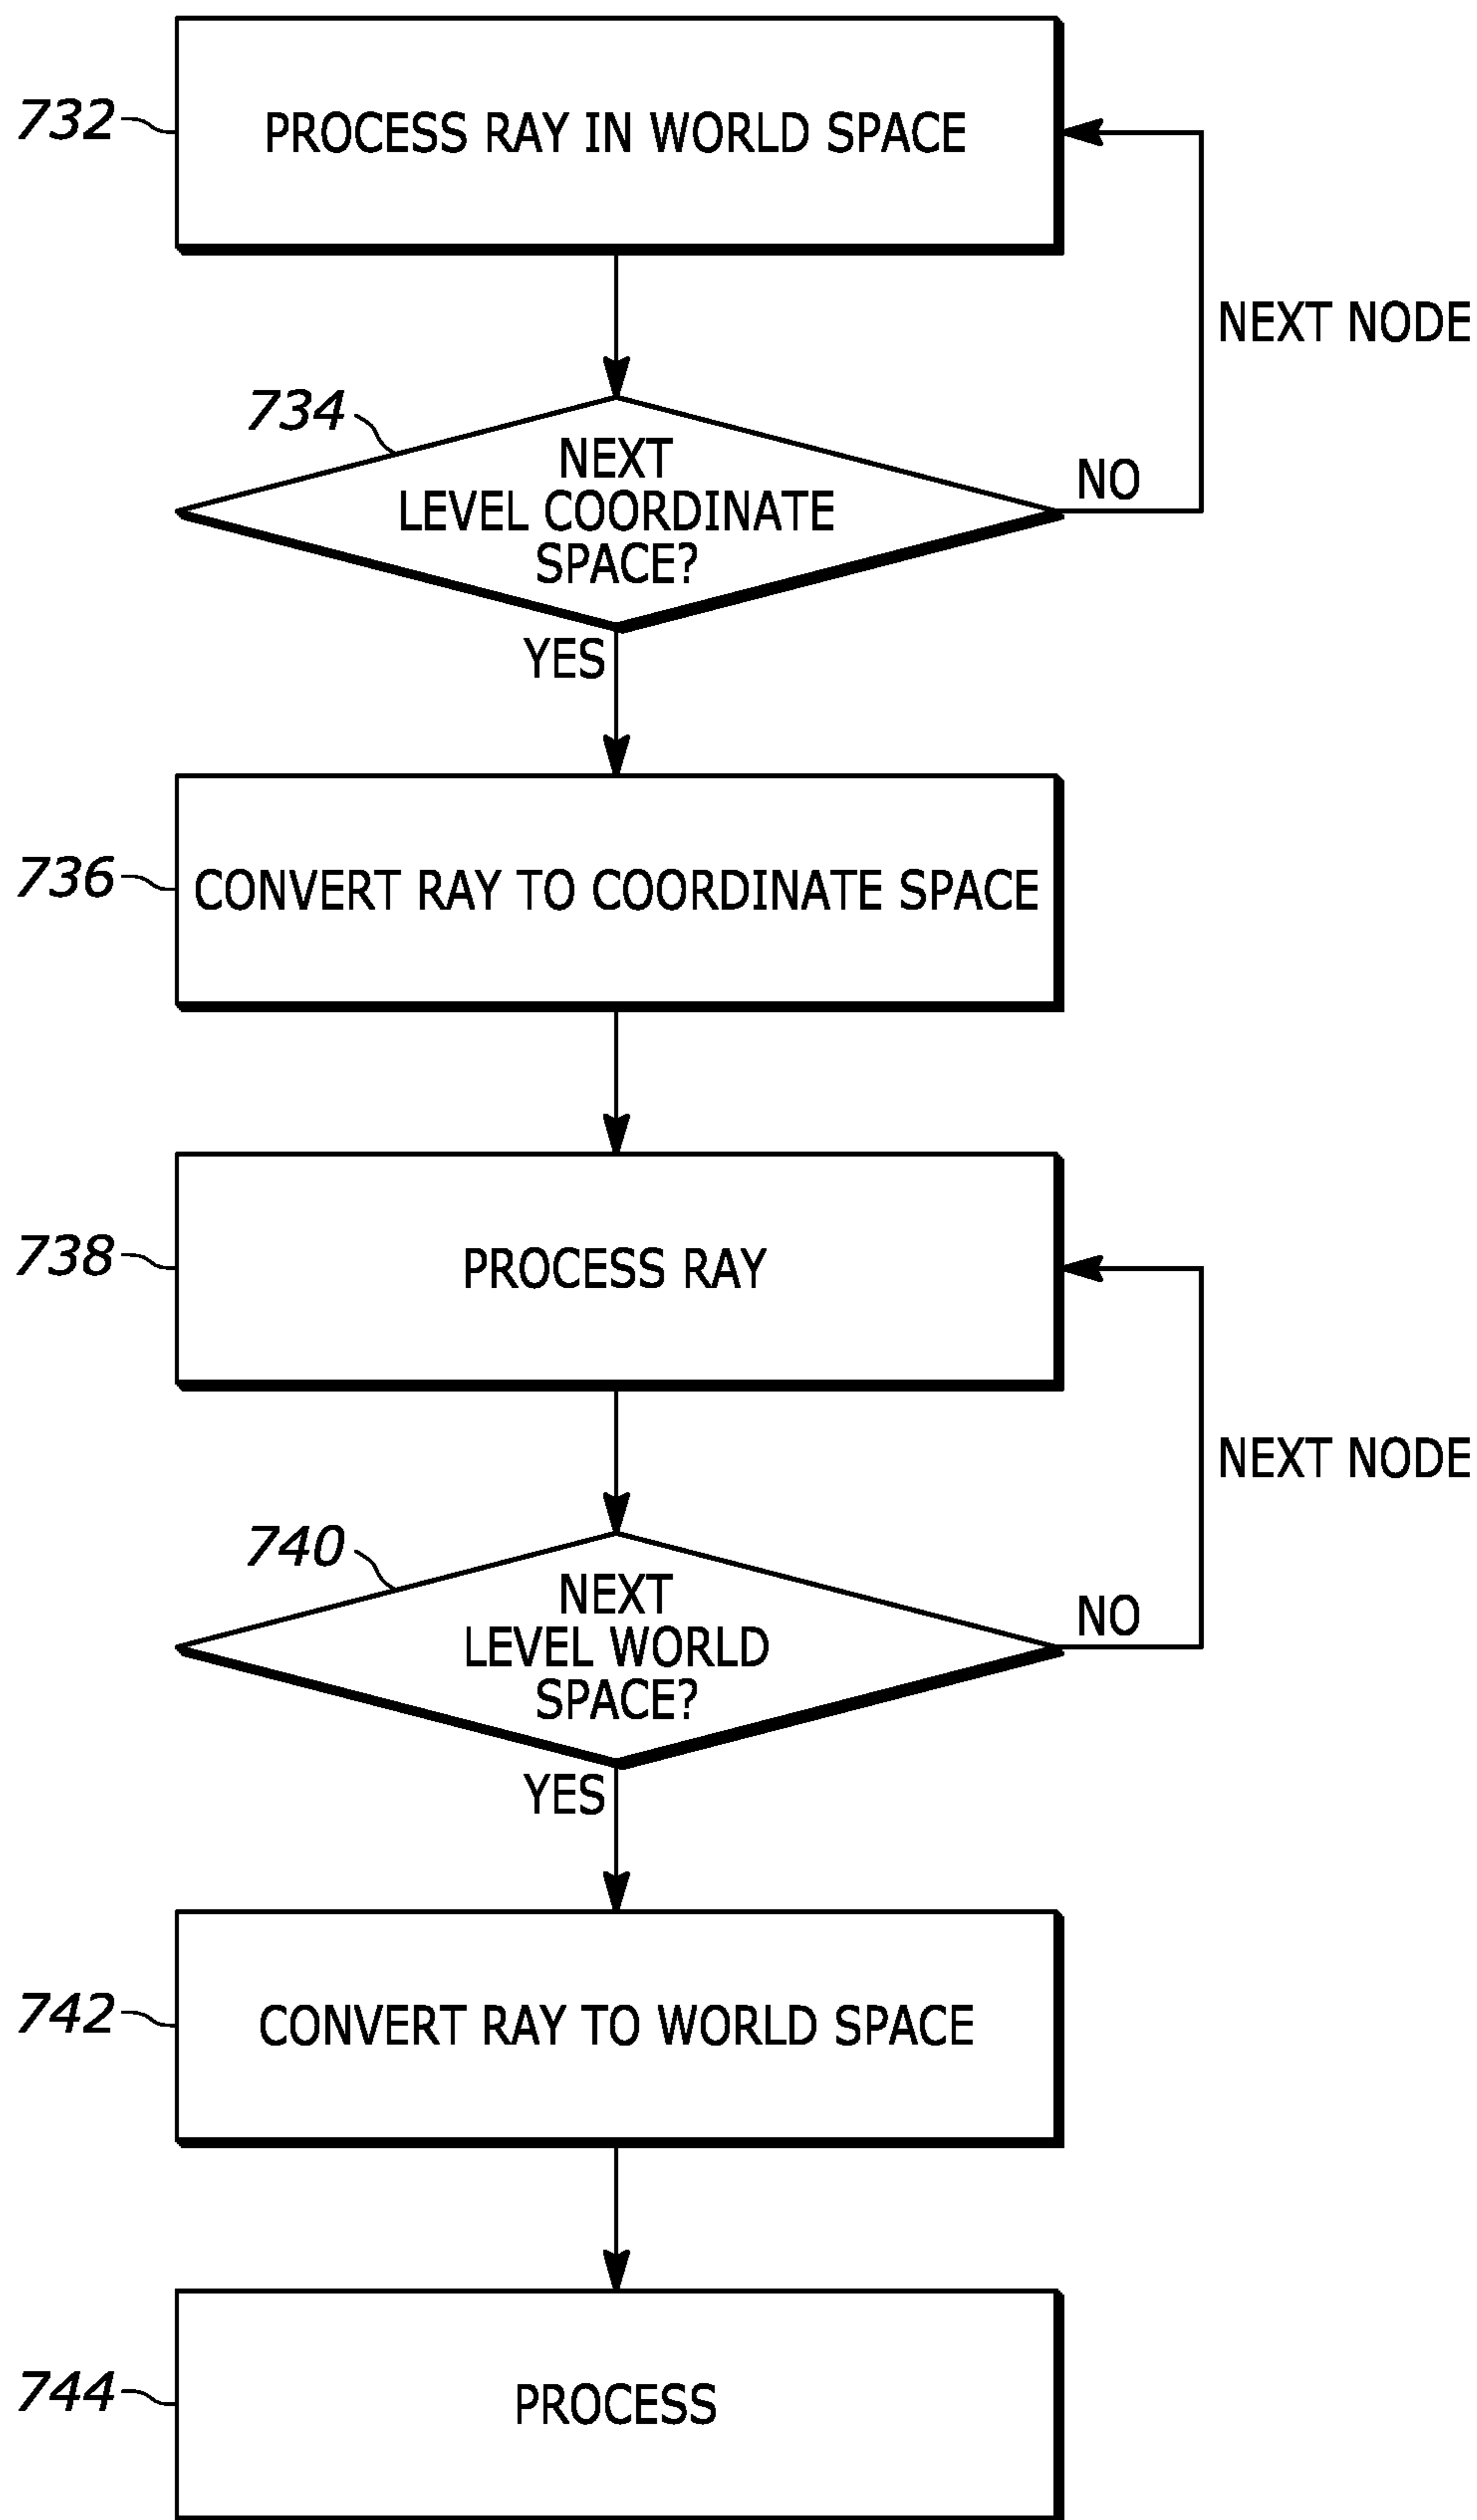 732
PROCESS RAY IN WORLD SPACE
NEXT NODE
734
NEXT
LEVEL COORDINATE
SPACE?
NO
YES
736
CONVERT RAY TO COORDINATE SPACE
738
PROCESS RAY
NEXT NODE
740
NEXT
LEVEL WORLD
SPACE?
NO
YES
742
CONVERT RAY TO WORLD SPACE
744
PROCESS